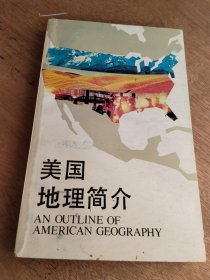 美国
地理简介
AN OUTLINE OF
AMERICAN GEOGRAPHY